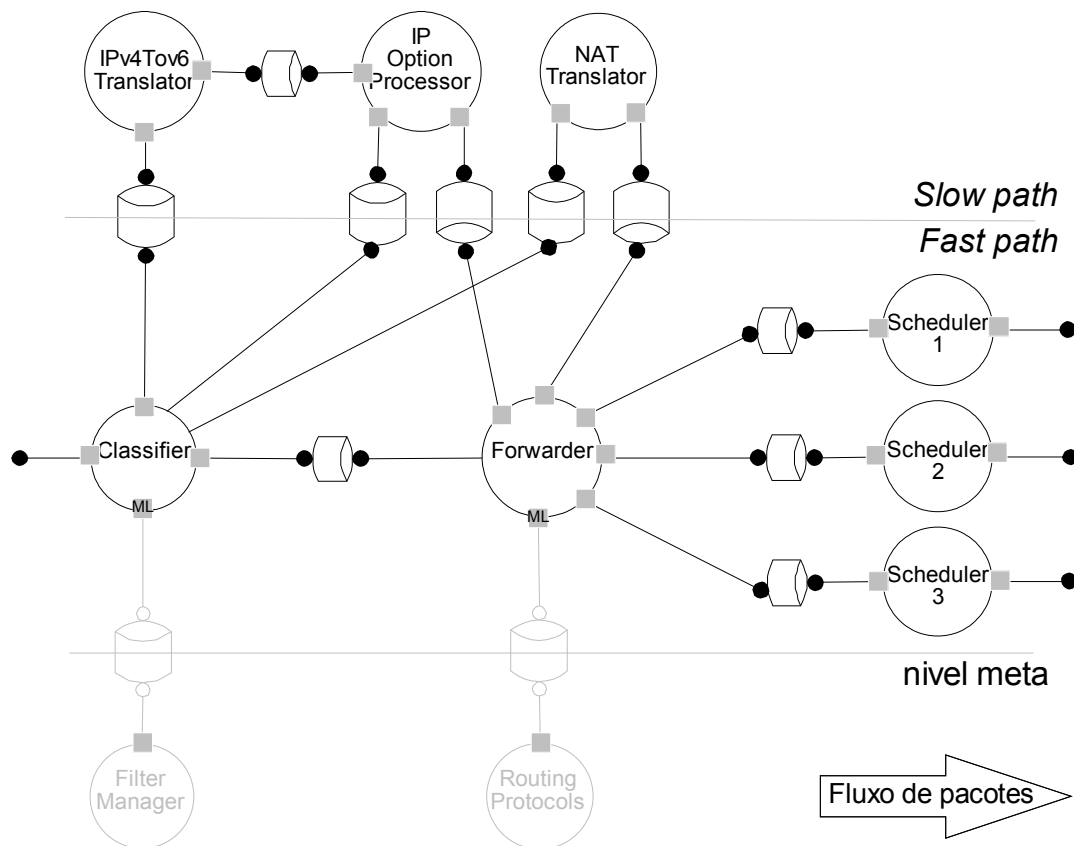 IPv4Tov6
Translator
IP
Option
Processor
NAT
Translator
Slow path
Fast path
Scheduler
1
Classifier
ML
Forwarder
ML
Scheduler
2
Scheduler
3
nivel meta
Filter
Manager
Routing
Protocols
Fluxo de pacotes